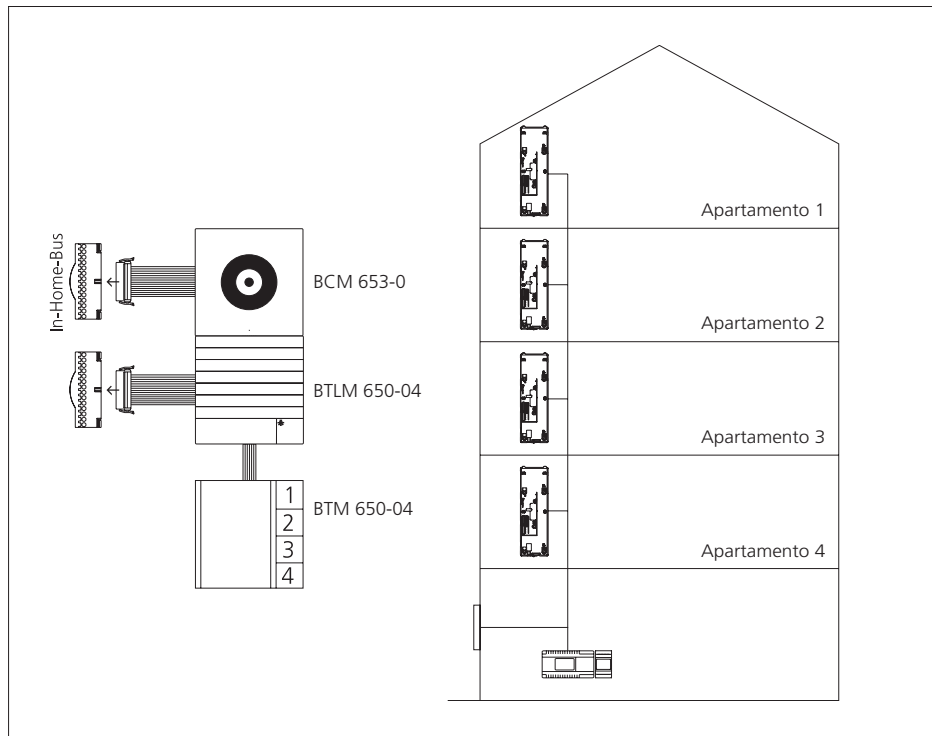 In-Home-Bus
BCM 653-0
BTLM 650-04
BTM 650-04
1
2
3
4
Apartamento 1
Apartamento 2
Apartamento 3
Apartamento 4